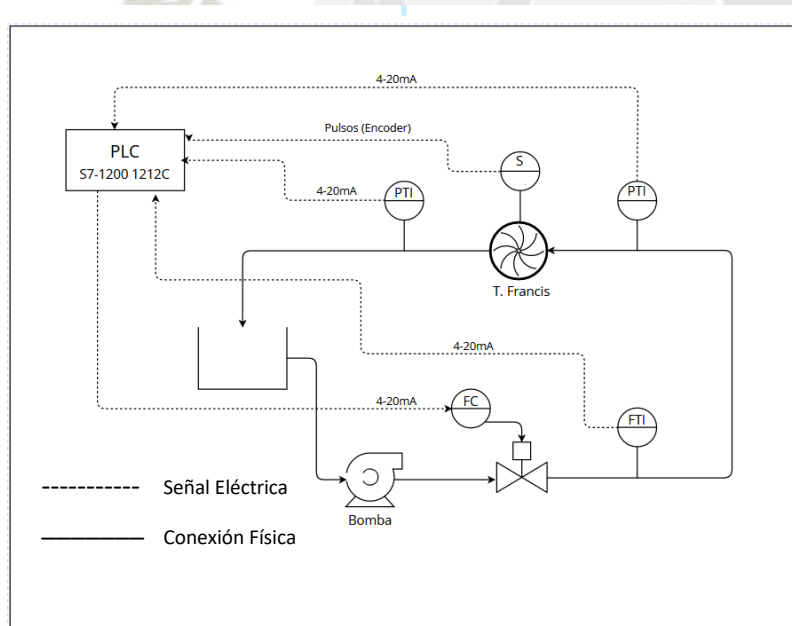 4-20mA
Pulsos (Encoder)
PLC
S7-1200 1212C
S
4-20mA
PTI
PTI
T. Francis
4-20mA
4-20mA
FC
FTI
Señal Eléctrica
Bomba
Conexión Física